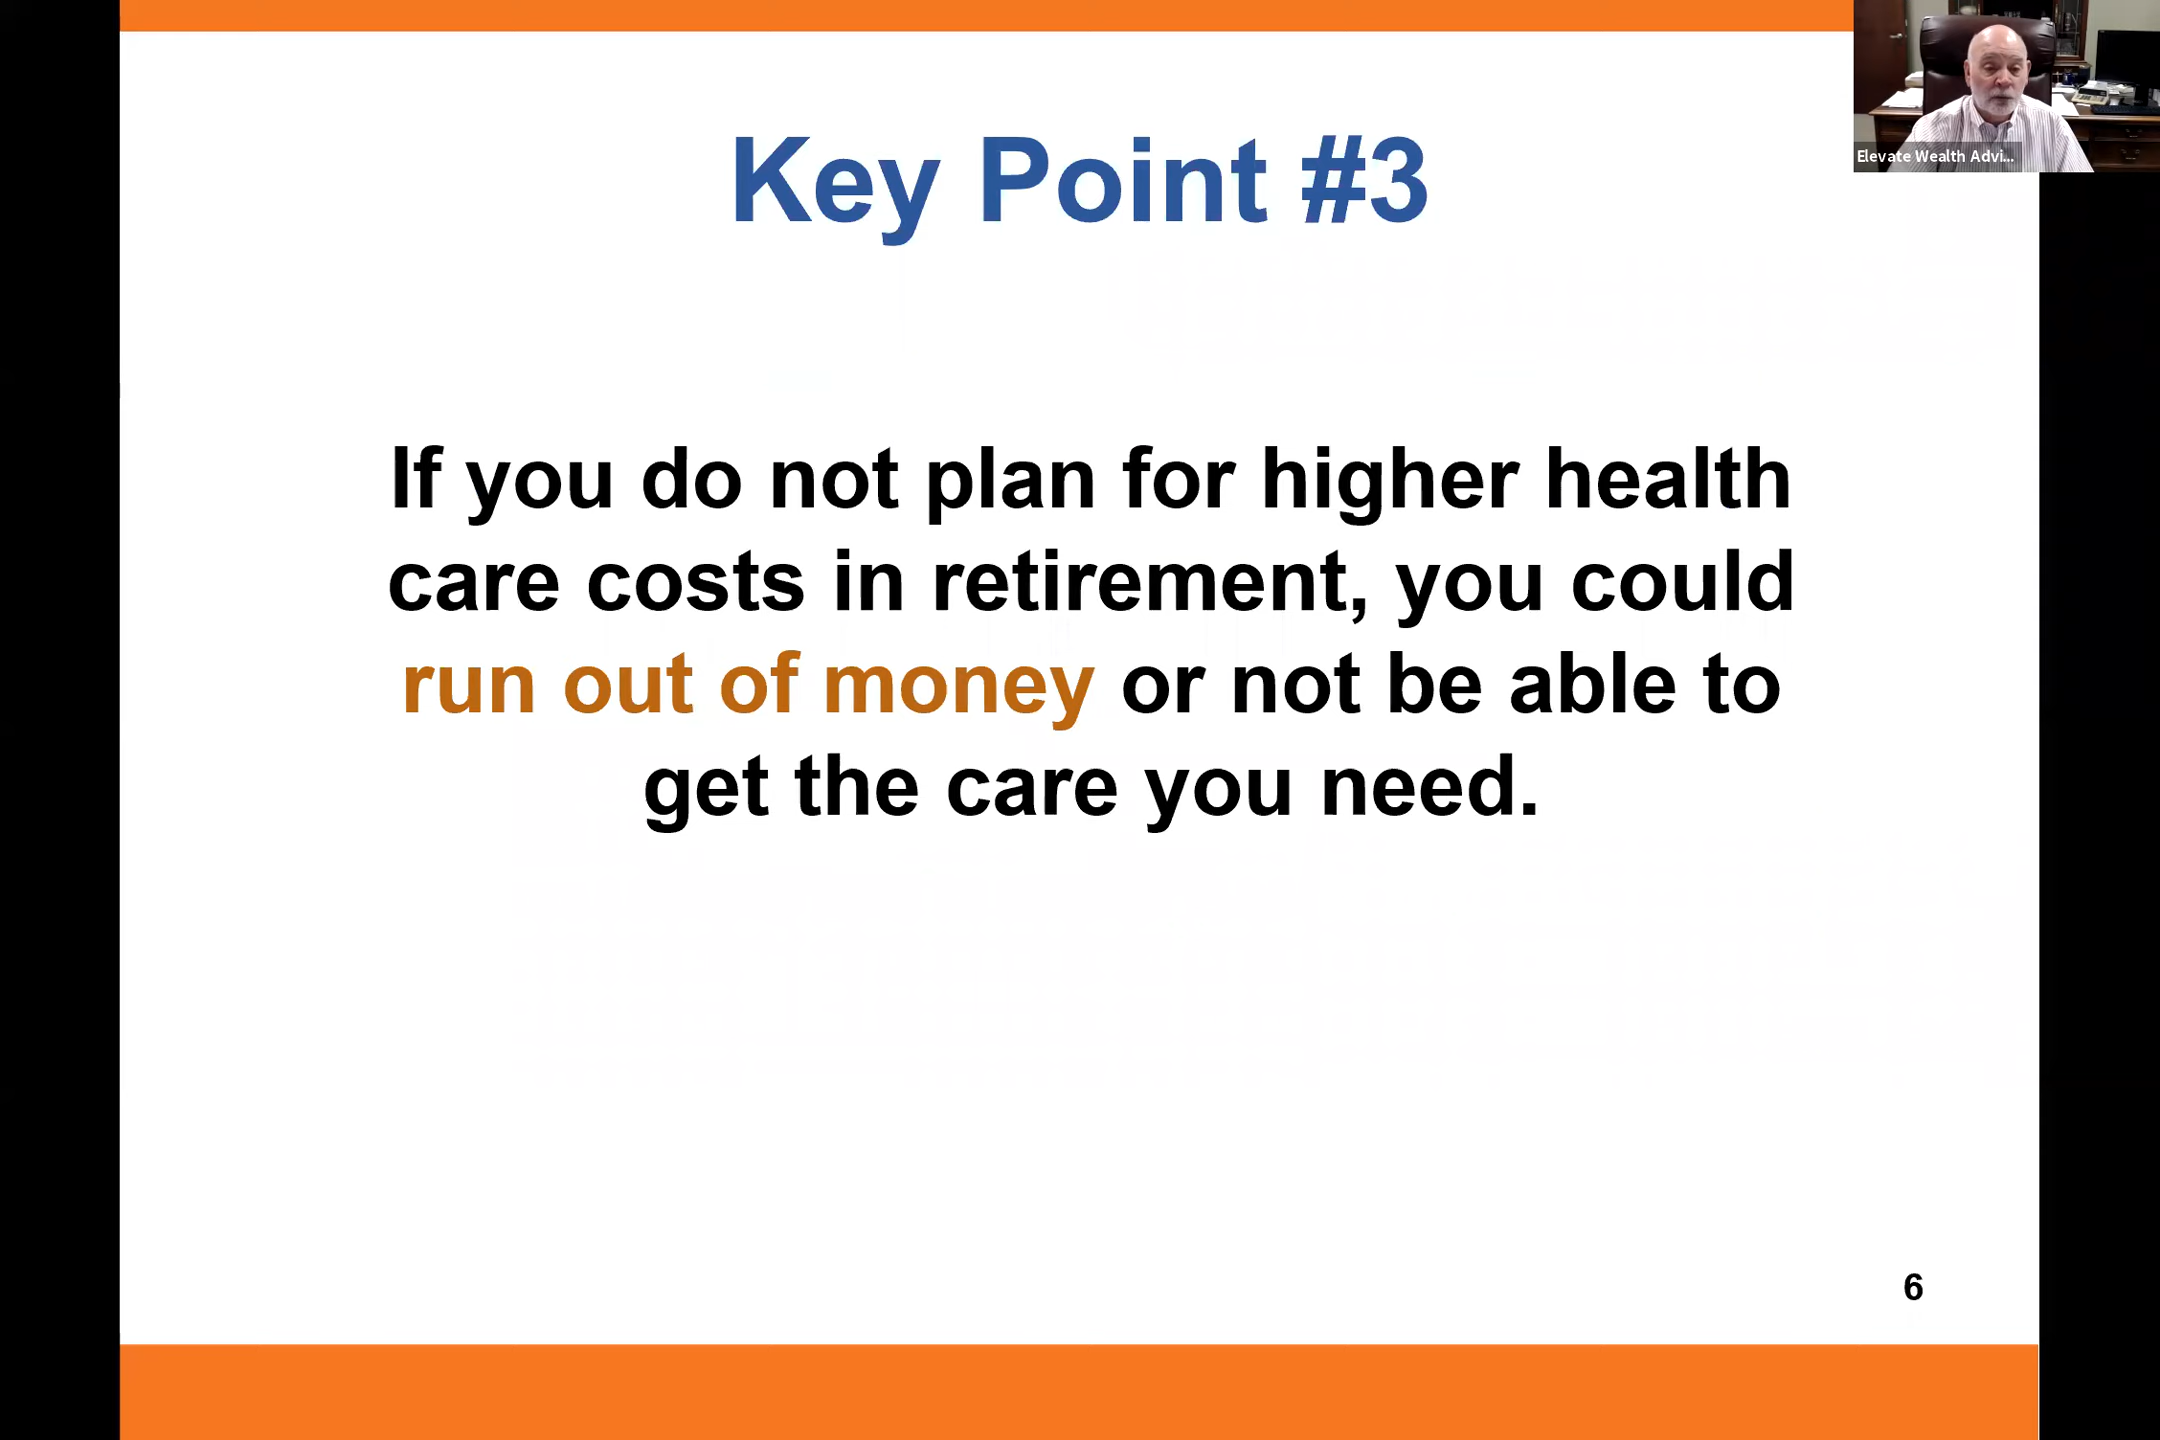 Key Point #3
Elevate Wealth Advi...
If you do not plan for higher health
care costs in retirement, you could
run out of money or not be able to
get the care you need.
6